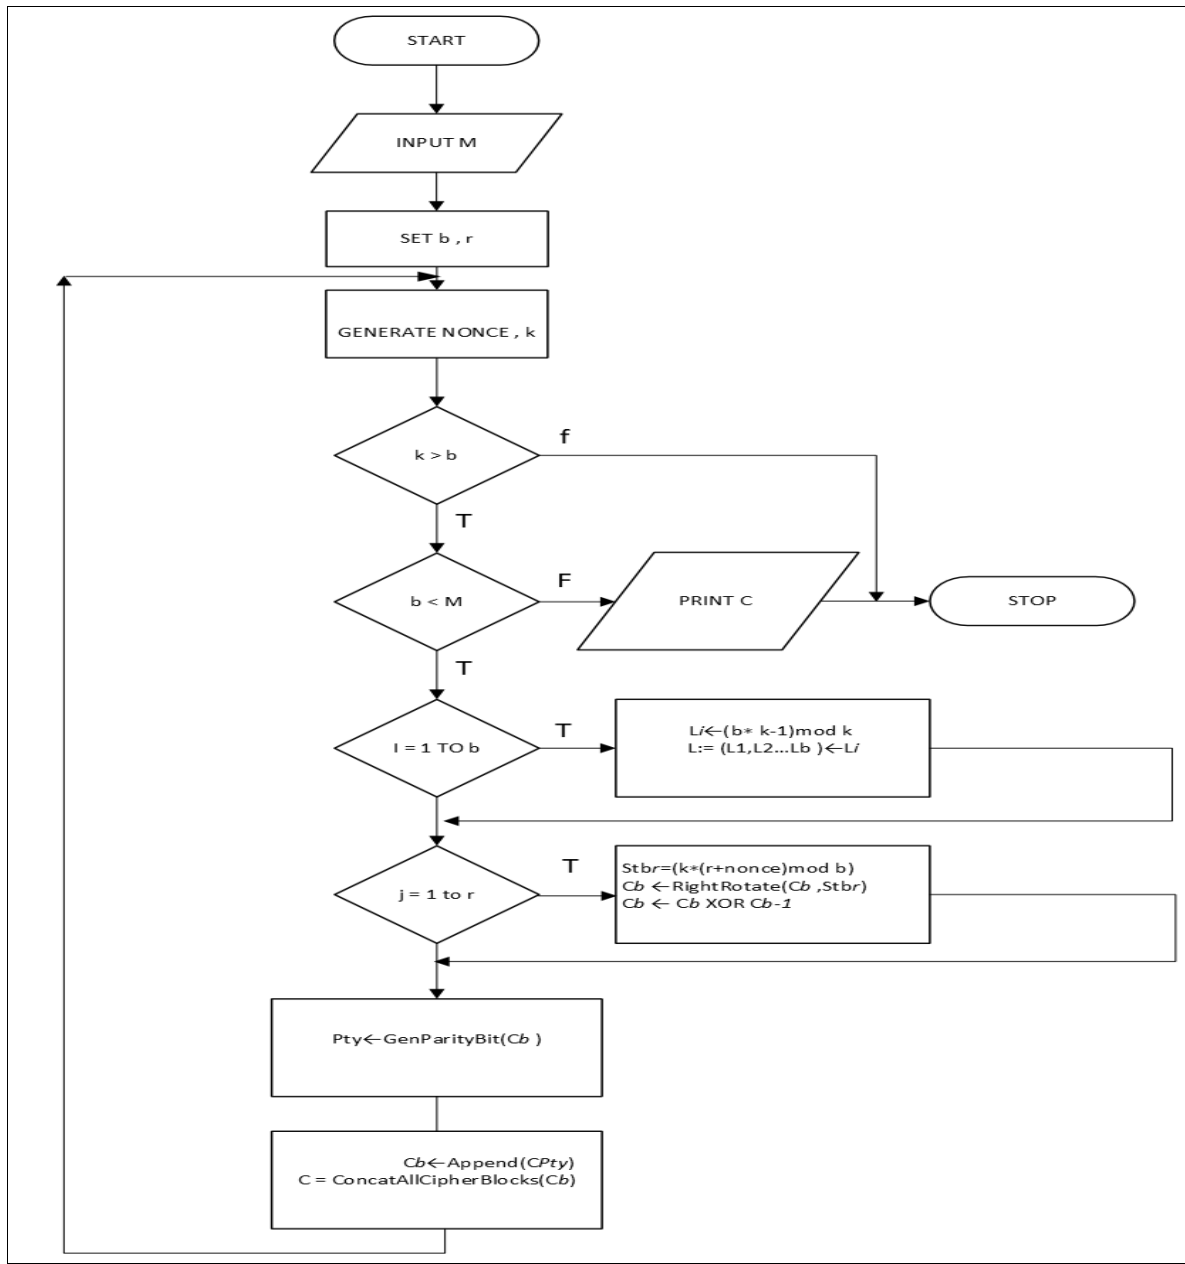 START
INPUT M
SET b , r
GENERATE NONCE , k
k > b
f
T
b < M
F
PRINT C
STOP
T
I = 1 TO b
T
Li←(b* k-1)mod k
L:= (L1,L2...Lb )←Li
j = 1 to r
T
Stbr=(k*(r+nonce)mod b)
Cb ←RightRotate(Cb ,Stbr)
Cb ← Cb XOR Cb-1
Pty←GenParityBit(Cb )
Cb←Append(CPty)
C = ConcatAllCipherBlocks(Cb)